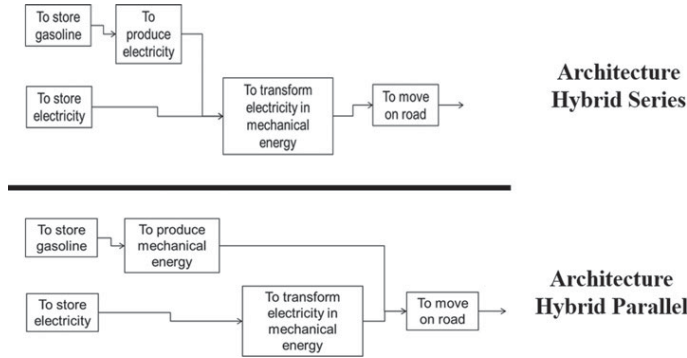 To store
gasoline
To
produce
electricity
To store
electricity
To transform
electricity in
mechanical
energy
To move
on road
Architecture
Hybrid Series
To store
gasoline
To produce
mechanical
energy
To store
electricity
To transform
electricity in
mechanical
energy
To move
on road
Architecture
Hybrid Parallel